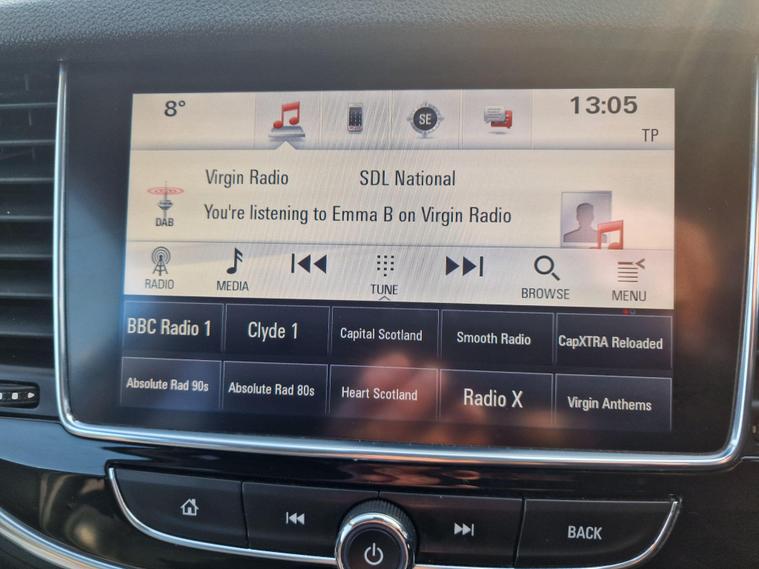 8° SE 13:05
TP
Virgin Radio SDL National
DAB You're listening to Emma B on Virgin Radio
RADIO MEDIA TUNE BROWSE MENU
BBC Radio 1 Clyde 1 Capital Scotland Smooth Radio CapXTRA Reloaded
Absolute Rad 90s Absolute Rad 80s Heart Scotland Radio X Virgin Anthems
BACK